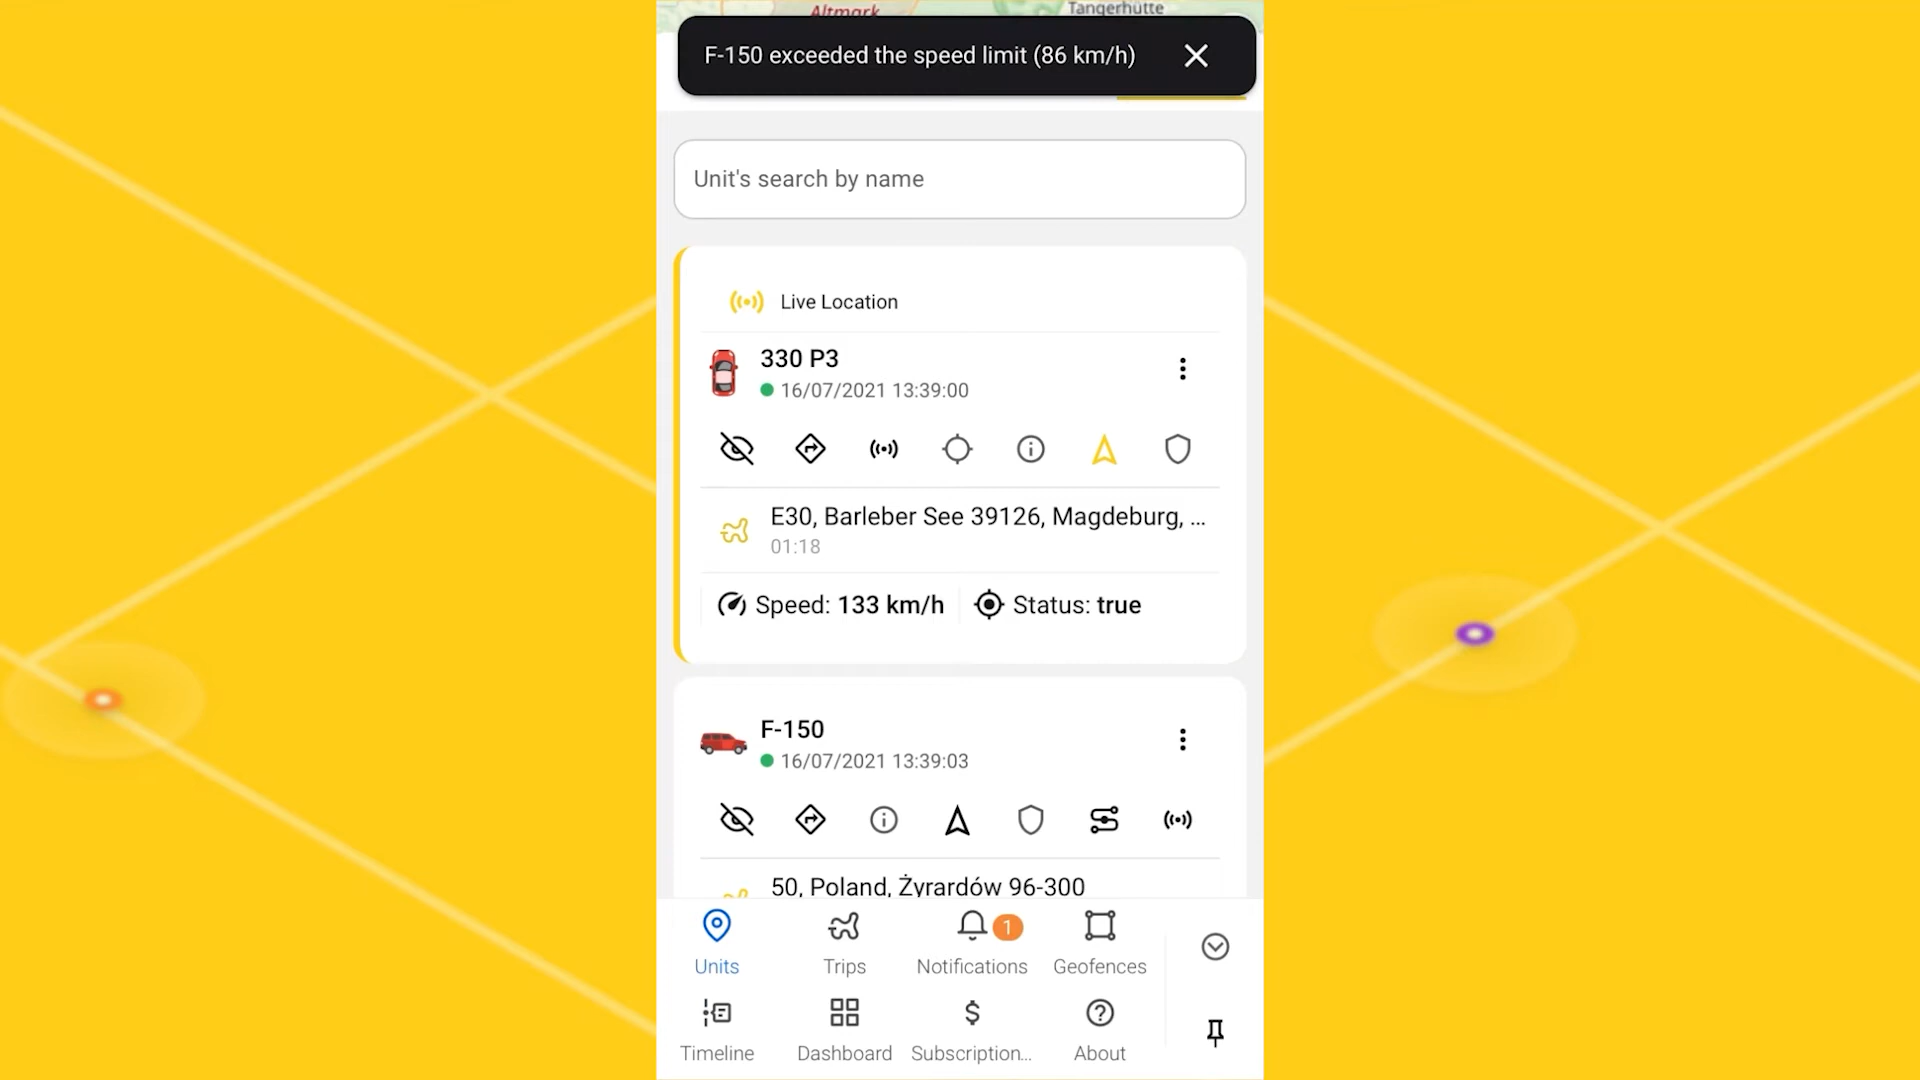 Altmark
Tangerhütte
F-150 exceeded the speed limit (86 km/h)
Unit's search by name
Live Location
330 P3
16/07/2021 13:39:00
E30, Barleber See 39126, Magdeburg, ...
01:18
Speed: 133 km/h
Status: true
F-150
16/07/2021 13:39:03
50, Poland, Żyrardów 96-300
Units
Trips
1
Notifications
Geofences
Timeline
Dashboard
Subscription...
About